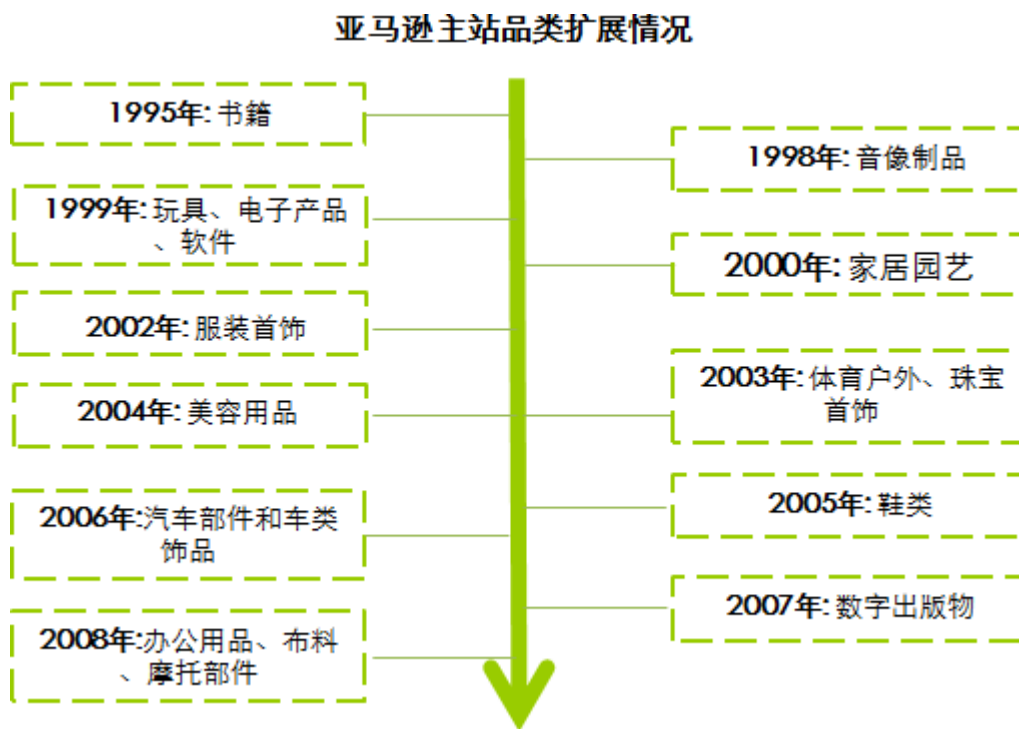 亚马逊主站品类扩展情况
1995年: 书籍
1998年: 音像制品
1999年: 玩具、电子产品
、软件
2000年: 家居园艺
2002年: 服装首饰
2003年: 体育户外、珠宝
首饰
2004年: 美容用品
2005年: 鞋类
2006年:汽车部件和车类
饰品
2007年: 数字出版物
2008年:办公用品、布料
、摩托部件